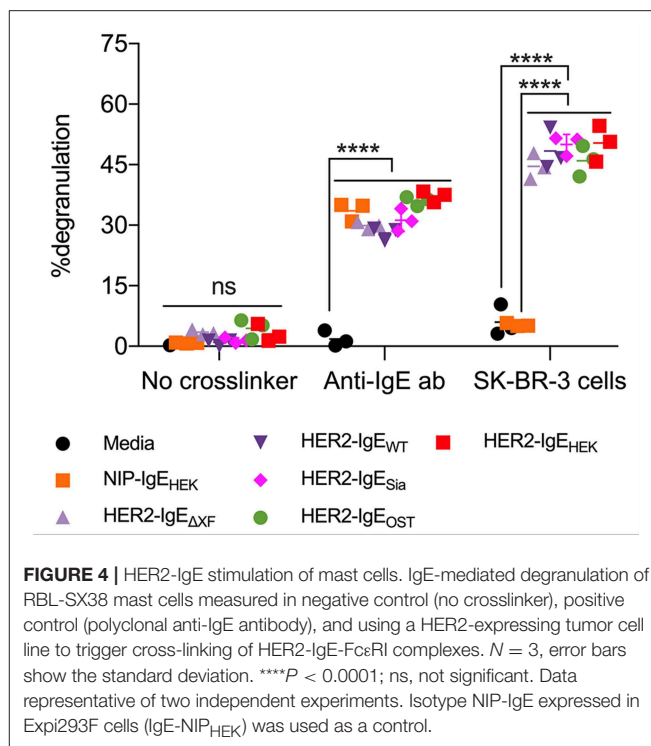 75
60
45
30
15
0
%degranulation
ns
****
****
****
No crosslinker
Anti-IgE ab
SK-BR-3 cells
Media
HER2-IgEWT
HER2-IgEHEK
NIP-IgEHEK
HER2-IgESia
HER2-IgEΔXF
HER2-IgEOST
FIGURE 4 | HER2-IgE stimulation of mast cells. IgE-mediated degranulation of
RBL-SX38 mast cells measured in negative control (no crosslinker), positive
control (polyclonal anti-IgE antibody), and using a HER2-expressing tumor cell
line to trigger cross-linking of HER2-IgE-FcεRI complexes. N = 3, error bars
show the standard deviation. ****P < 0.0001; ns, not significant. Data
representative of two independent experiments. Isotype NIP-IgE expressed in
Expi293F cells (IgE-NIPHEK) was used as a control.